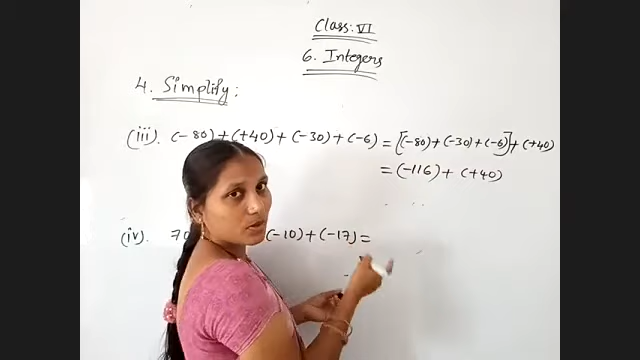 Class: VI
6. Integers
4. Simplify:
(iii). (-80)+(+40)+(-30)+(-6) = [(-80)+(-30)+(-6)]+(+40)
= (-116) + (+40)
(iv). 70 (-10)+(-17)=